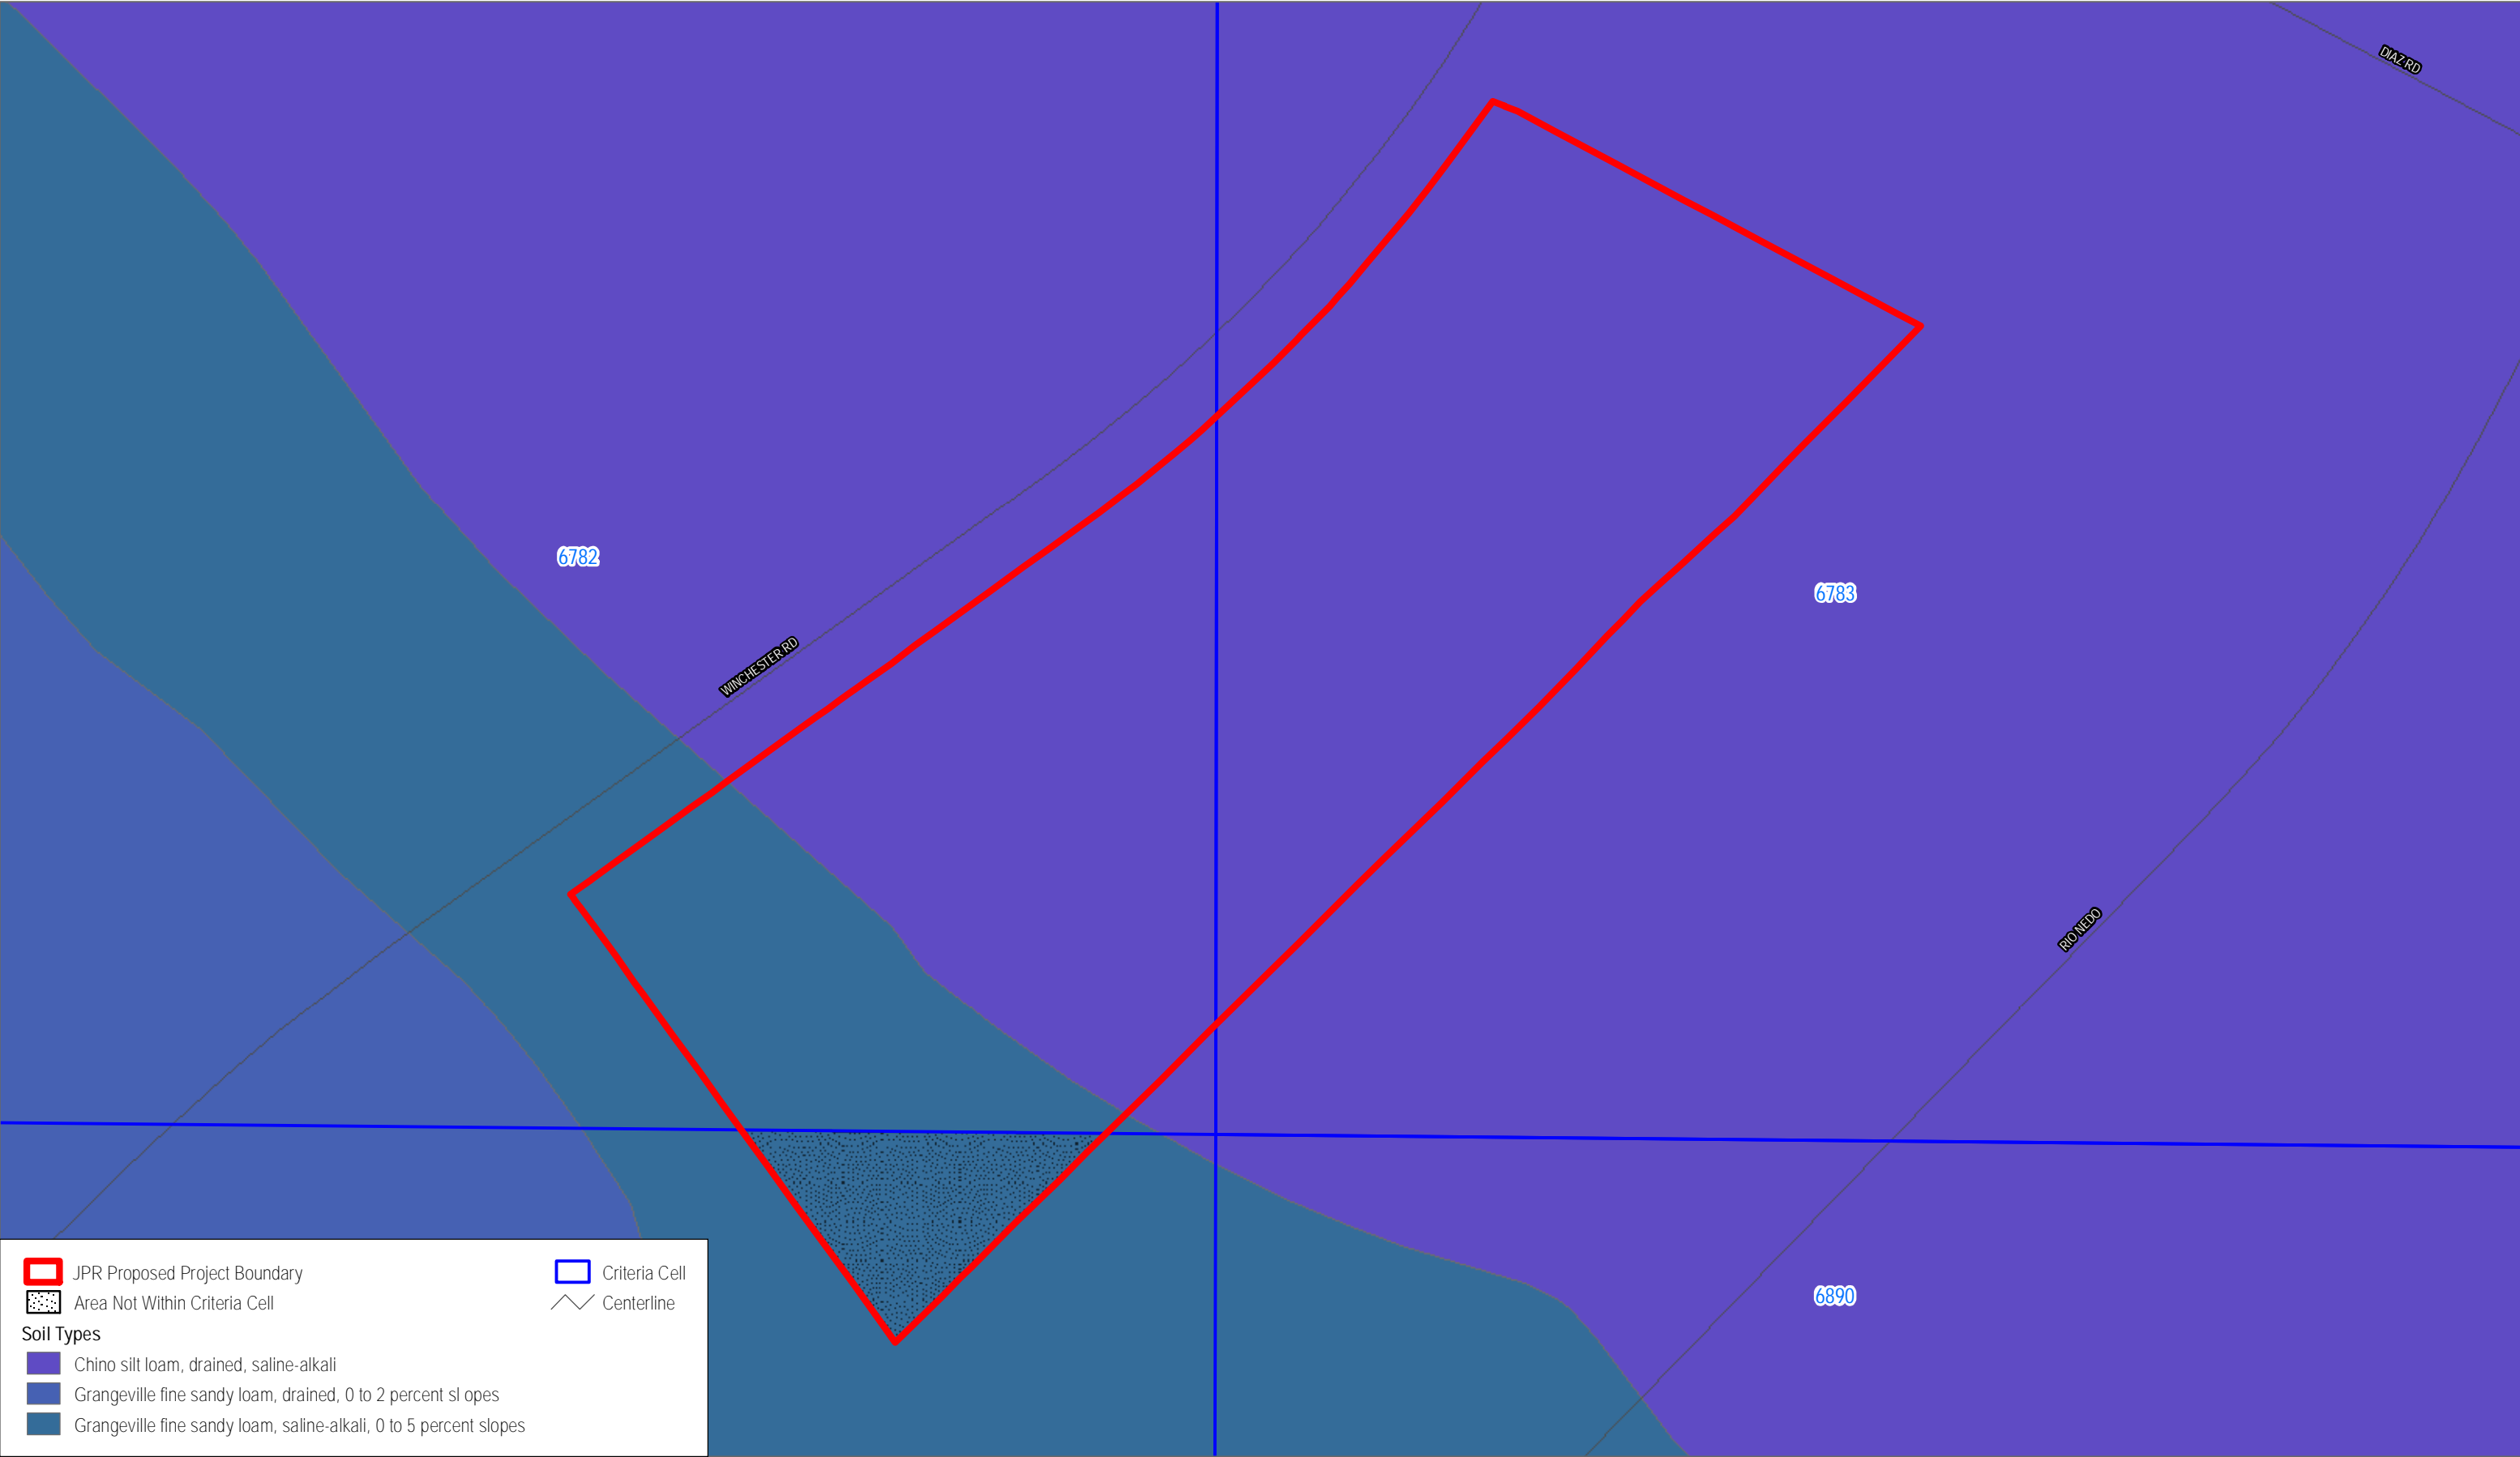 DIAZ RD
6782
6783
WINCHESTER RD
RIO NEDO
6890
JPR Proposed Project Boundary
Area Not Within Criteria Cell
Criteria Cell
Centerline
Soil Types
Chino silt loam, drained, saline-alkali
Grangeville fine sandy loam, drained, 0 to 2 percent sl opes
Grangeville fine sandy loam, saline-alkali, 0 to 5 percent slopes